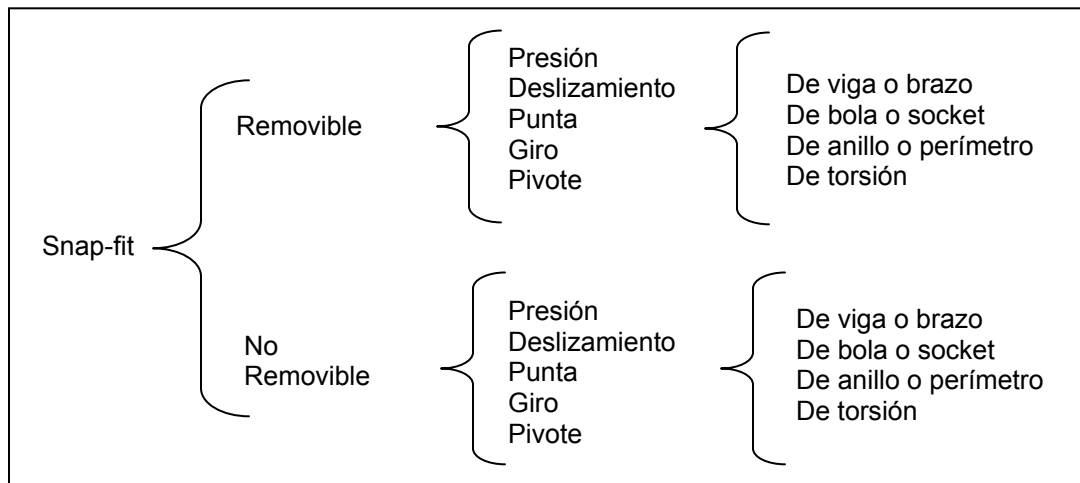 Snap-fit
Removible
Presión
Deslizamiento
Punta
Giro
Pivote
De viga o brazo
De bola o socket
De anillo o perímetro
De torsión
No
Removible
Presión
Deslizamiento
Punta
Giro
Pivote
De viga o brazo
De bola o socket
De anillo o perímetro
De torsión